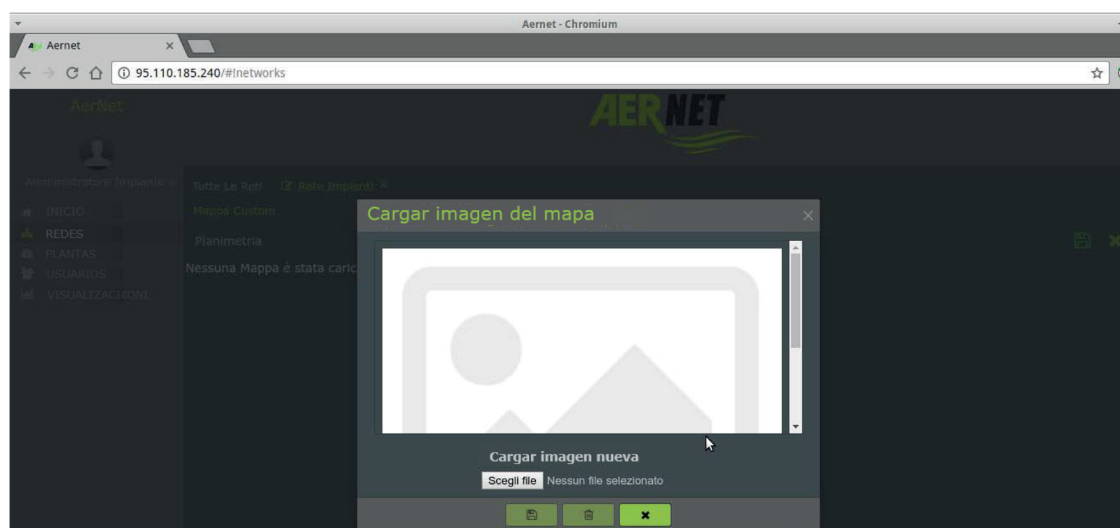 Aernet - Chromium
Aernet
95.110.185.240/#!networks
AerNet
AERNET
Amministratore Impianto
Tutte Le Reti Rete Impianti
INICIO
Mappa Custom
REDES
Planimetria
PLANTAS
USUARIOS
Nessuna Mappa è stata caric
VISUALIZACIIONI
Cargar imagen del mapa
Cargar imagen nueva
Scegli file Nessun file selezionato